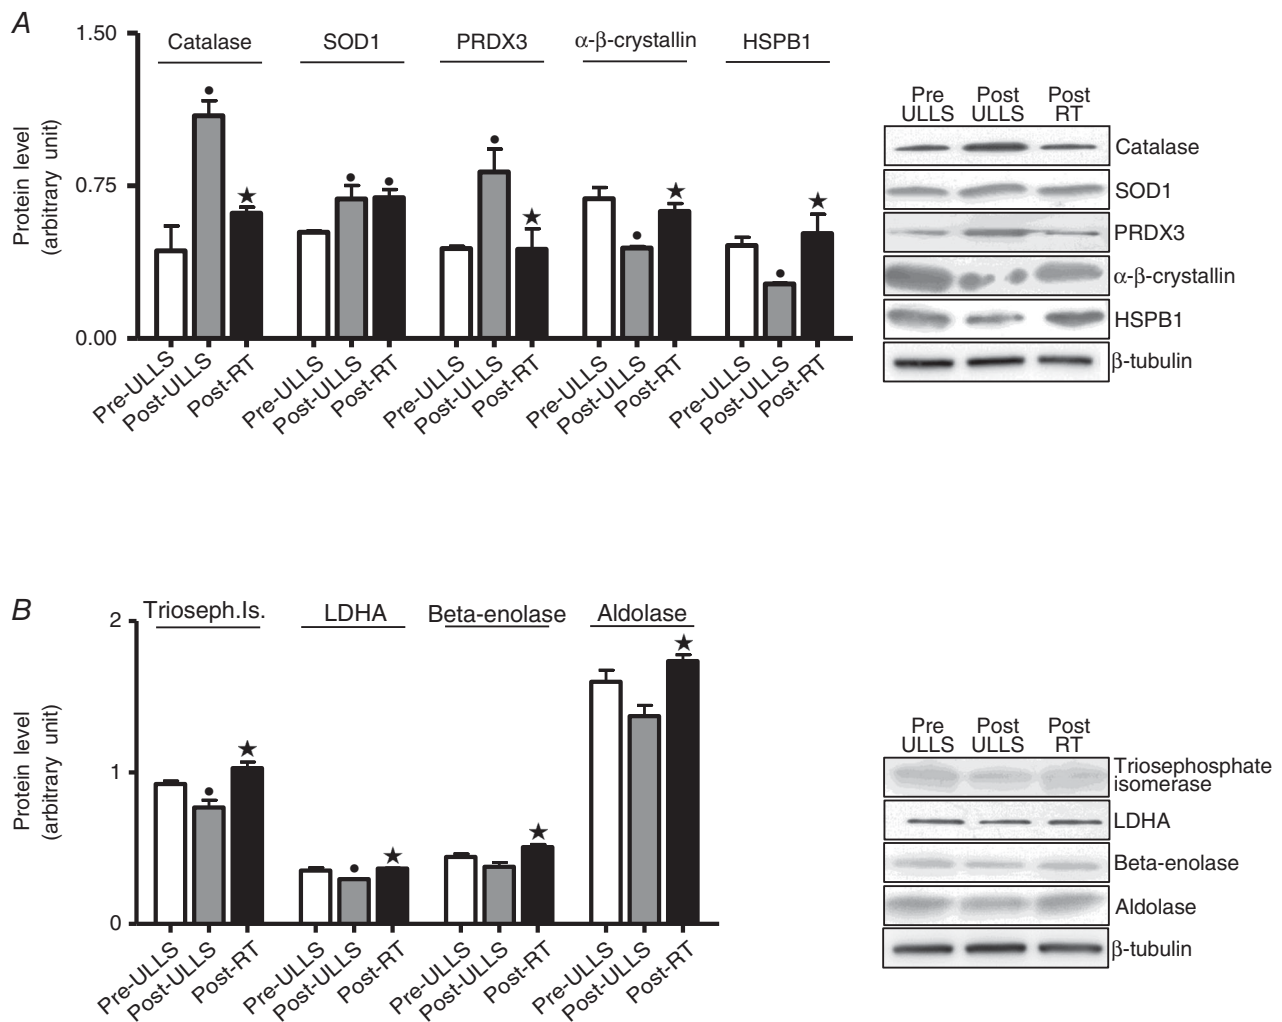 A
1.50
0.75
0.00
Protein level
(arbitrary unit)
Catalase
SOD1
PRDX3
α-β-crystallin
HSPB1
Pre-ULLS
Post-ULLS
Post-RT
Pre-ULLS
Post-ULLS
Post-RT
Pre-ULLS
Post-ULLS
Post-RT
Pre-ULLS
Post-ULLS
Post-RT
Pre-ULLS
Post-ULLS
Post-RT
Pre ULLS
Post ULLS
Post RT
Catalase
SOD1
PRDX3
α-β-crystallin
HSPB1
β-tubulin
B
2
1
0
Protein level
(arbitrary unit)
Trioseph.Is.
LDHA
Beta-enolase
Aldolase
Pre-ULLS
Post-ULLS
Post-RT
Pre-ULLS
Post-ULLS
Post-RT
Pre-ULLS
Post-ULLS
Post-RT
Pre-ULLS
Post-ULLS
Post-RT
Pre ULLS
Post ULLS
Post RT
Triosephosphate
isomerase
LDHA
Beta-enolase
Aldolase
β-tubulin